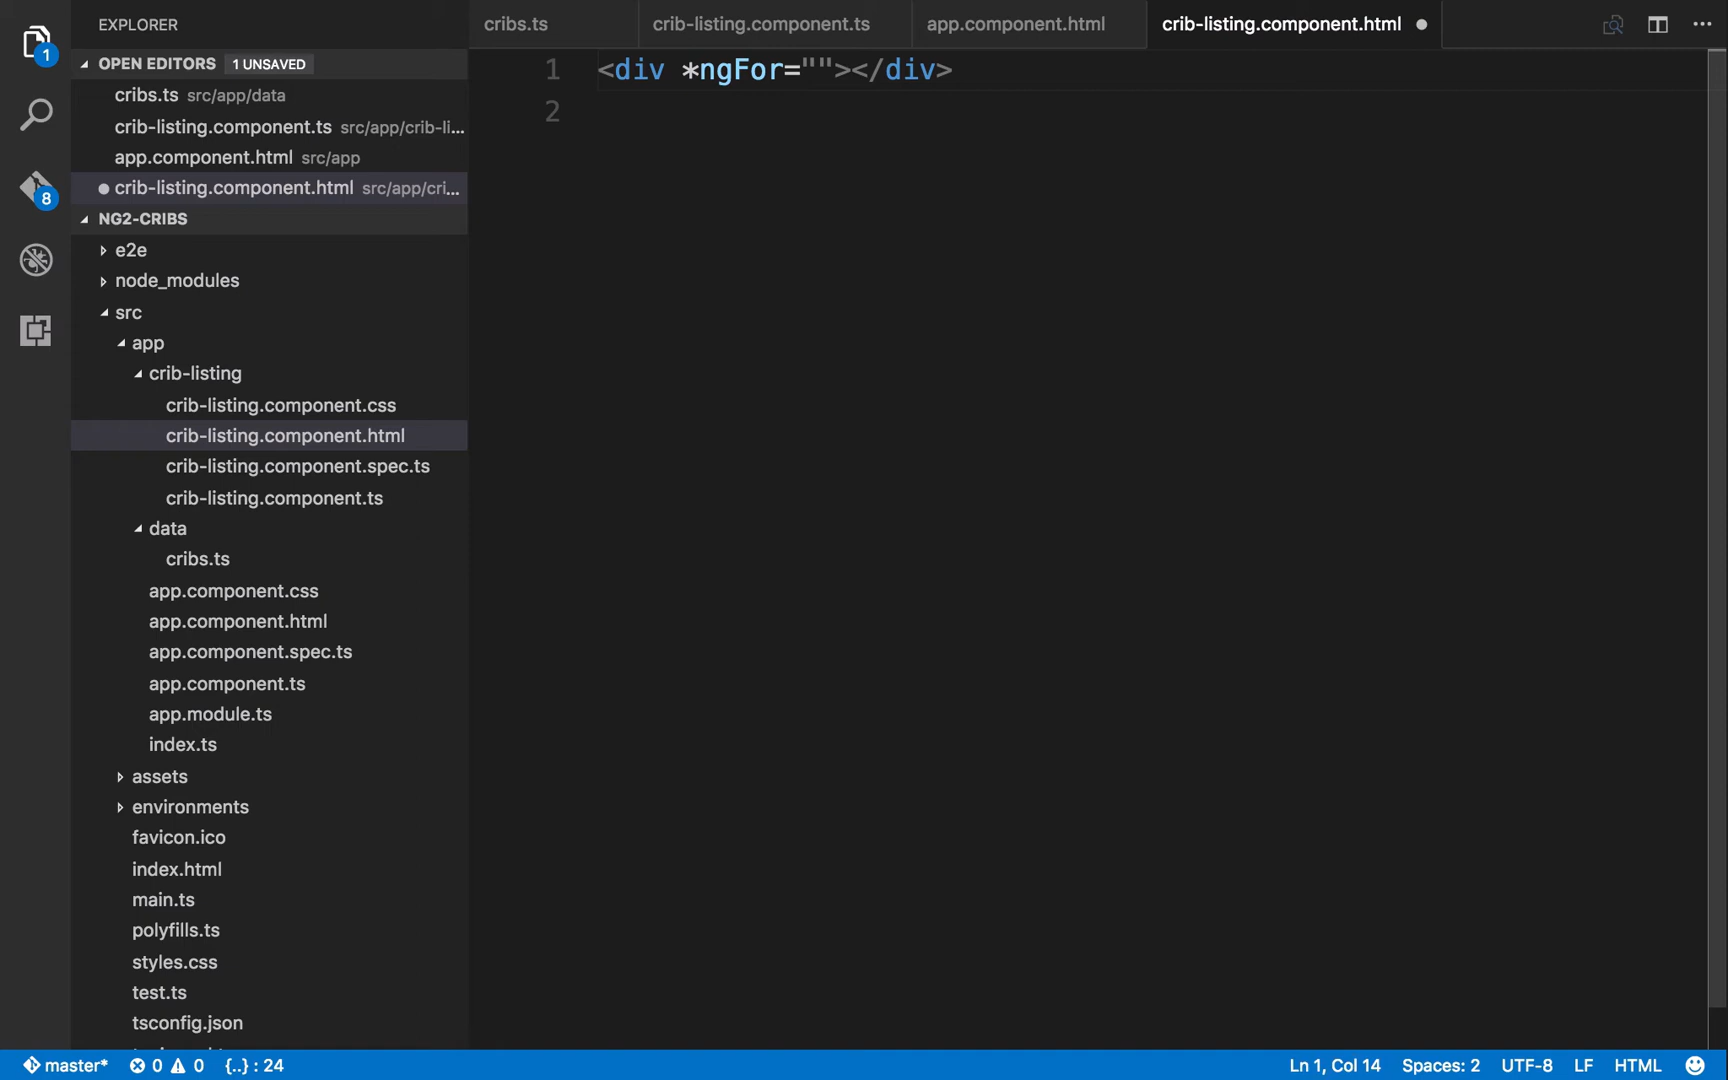 EXPLORER
OPEN EDITORS 1 UNSAVED
cribs.ts src/app/data
crib-listing.component.ts src/app/crib-li...
app.component.html src/app
crib-listing.component.html src/app/cri...
NG2-CRIBS
e2e
node_modules
src
app
crib-listing
crib-listing.component.css
crib-listing.component.html
crib-listing.component.spec.ts
crib-listing.component.ts
data
cribs.ts
app.component.css
app.component.html
app.component.spec.ts
app.component.ts
app.module.ts
index.ts
assets
environments
favicon.ico
index.html
main.ts
polyfills.ts
styles.css
test.ts
tsconfig.json
1
8
cribs.ts crib-listing.component.ts app.component.html crib-listing.component.html
1 <div *ngFor=""></div>
2
master* 0 0 {..} : 24 Ln 1, Col 14 Spaces: 2 UTF-8 LF HTML